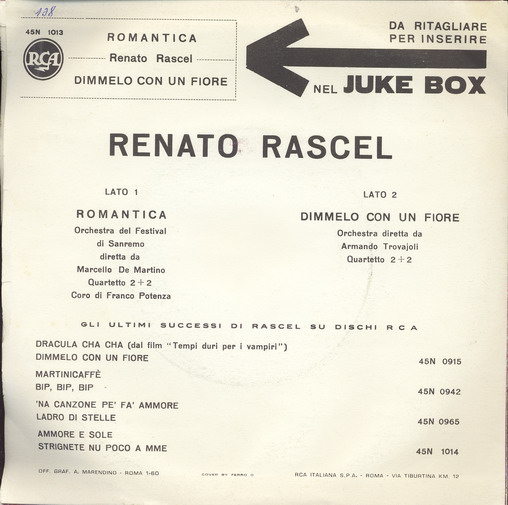 108
45N 1013
RCA
ROMANTICA
Renato Rascel
DIMMELO CON UN FIORE
DA RITAGLIARE
PER INSERIRE
NEL JUKE BOX
RENATO RASCEL
LATO 1
ROMANTICA
Orchestra del Festival
di Sanremo
diretta da
Marcello De Martino
Quartetto 2+2
Coro di Franco Potenza
LATO 2
DIMMELO CON UN FIORE
Orchestra diretta da
Armando Trovajoli
Quartetto 2+2
GLI ULTIMI SUCCESSI DI RASCEL SU DISCHI RCA
DRACULA CHA CHA (dal film "Tempi duri per i vampiri")
DIMMELO CON UN FIORE 45N 0915
MARTINICAFFÈ
BIP, BIP, BIP 45N 0942
'NA CANZONE PE' FA' AMMORE
LADRO DI STELLE 45N 0965
AMMORE E SOLE
STRIGNETE NU POCO A MME 45N 1014
OFF. GRAF. A. MARENDINO - ROMA 1-60
COVER BY
RCA ITALIANA S.P.A. - ROMA - VIA TIBURTINA KM. 12